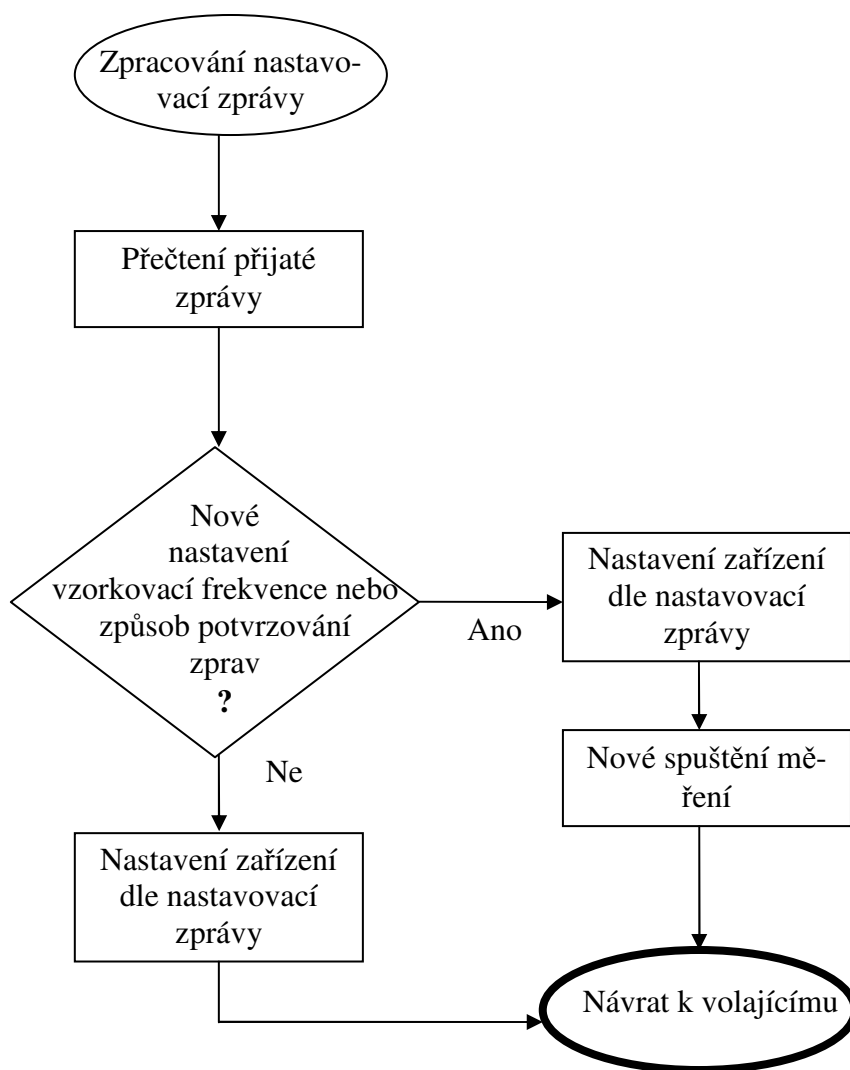 Zpracování nastavo-
vací zprávy
Přečtení přijaté
zprávy
Nové
nastavení
vzorkovací frekvence nebo
způsob potvrzování
zprav
?
Ano
Nastavení zařízení
dle nastavovací
zprávy
Nové spuštění mě-
ření
Ne
Nastavení zařízení
dle nastavovací
zprávy
Návrat k volajícímu